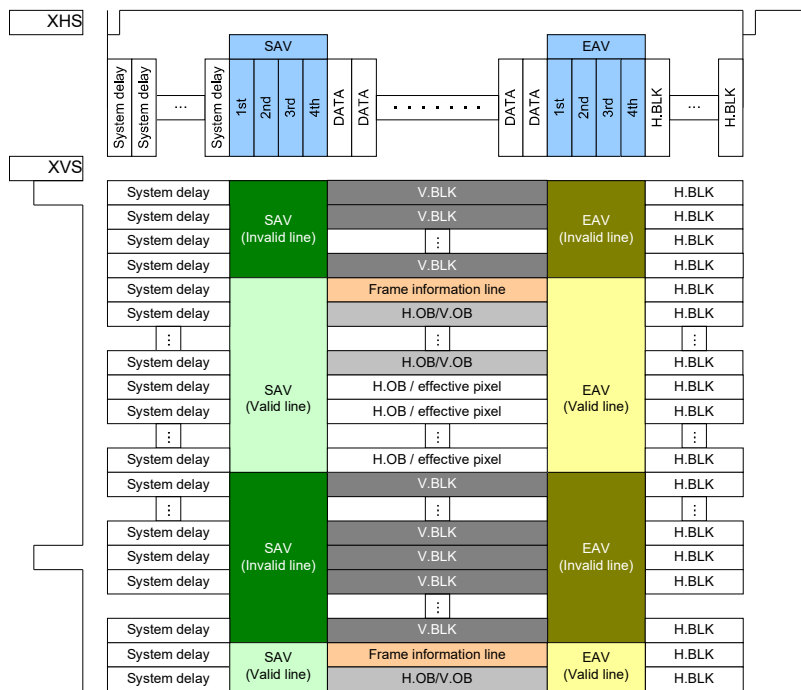 XHS
SAV
EAV
System delay
System delay
...
System delay
1st
2nd
3rd
4th
DATA
DATA
. . . . . . .
DATA
DATA
1st
2nd
3rd
4th
H.BLK
...
H.BLK
XVS
System delay
SAV
(Invalid line)
V.BLK
EAV
(Invalid line)
H.BLK
System delay
V.BLK
H.BLK
System delay
...
H.BLK
System delay
V.BLK
H.BLK
System delay
SAV
(Valid line)
Frame information line
EAV
(Valid line)
H.BLK
System delay
H.OB/V.OB
H.BLK
...
...
...
System delay
H.OB/V.OB
H.BLK
System delay
H.OB / effective pixel
H.BLK
System delay
H.OB / effective pixel
H.BLK
...
...
...
System delay
H.OB / effective pixel
H.BLK
System delay
SAV
(Invalid line)
V.BLK
EAV
(Invalid line)
H.BLK
...
...
...
System delay
V.BLK
H.BLK
System delay
V.BLK
H.BLK
System delay
V.BLK
H.BLK
...
System delay
V.BLK
H.BLK
System delay
SAV
(Valid line)
Frame information line
EAV
(Valid line)
H.BLK
System delay
H.OB/V.OB
H.BLK